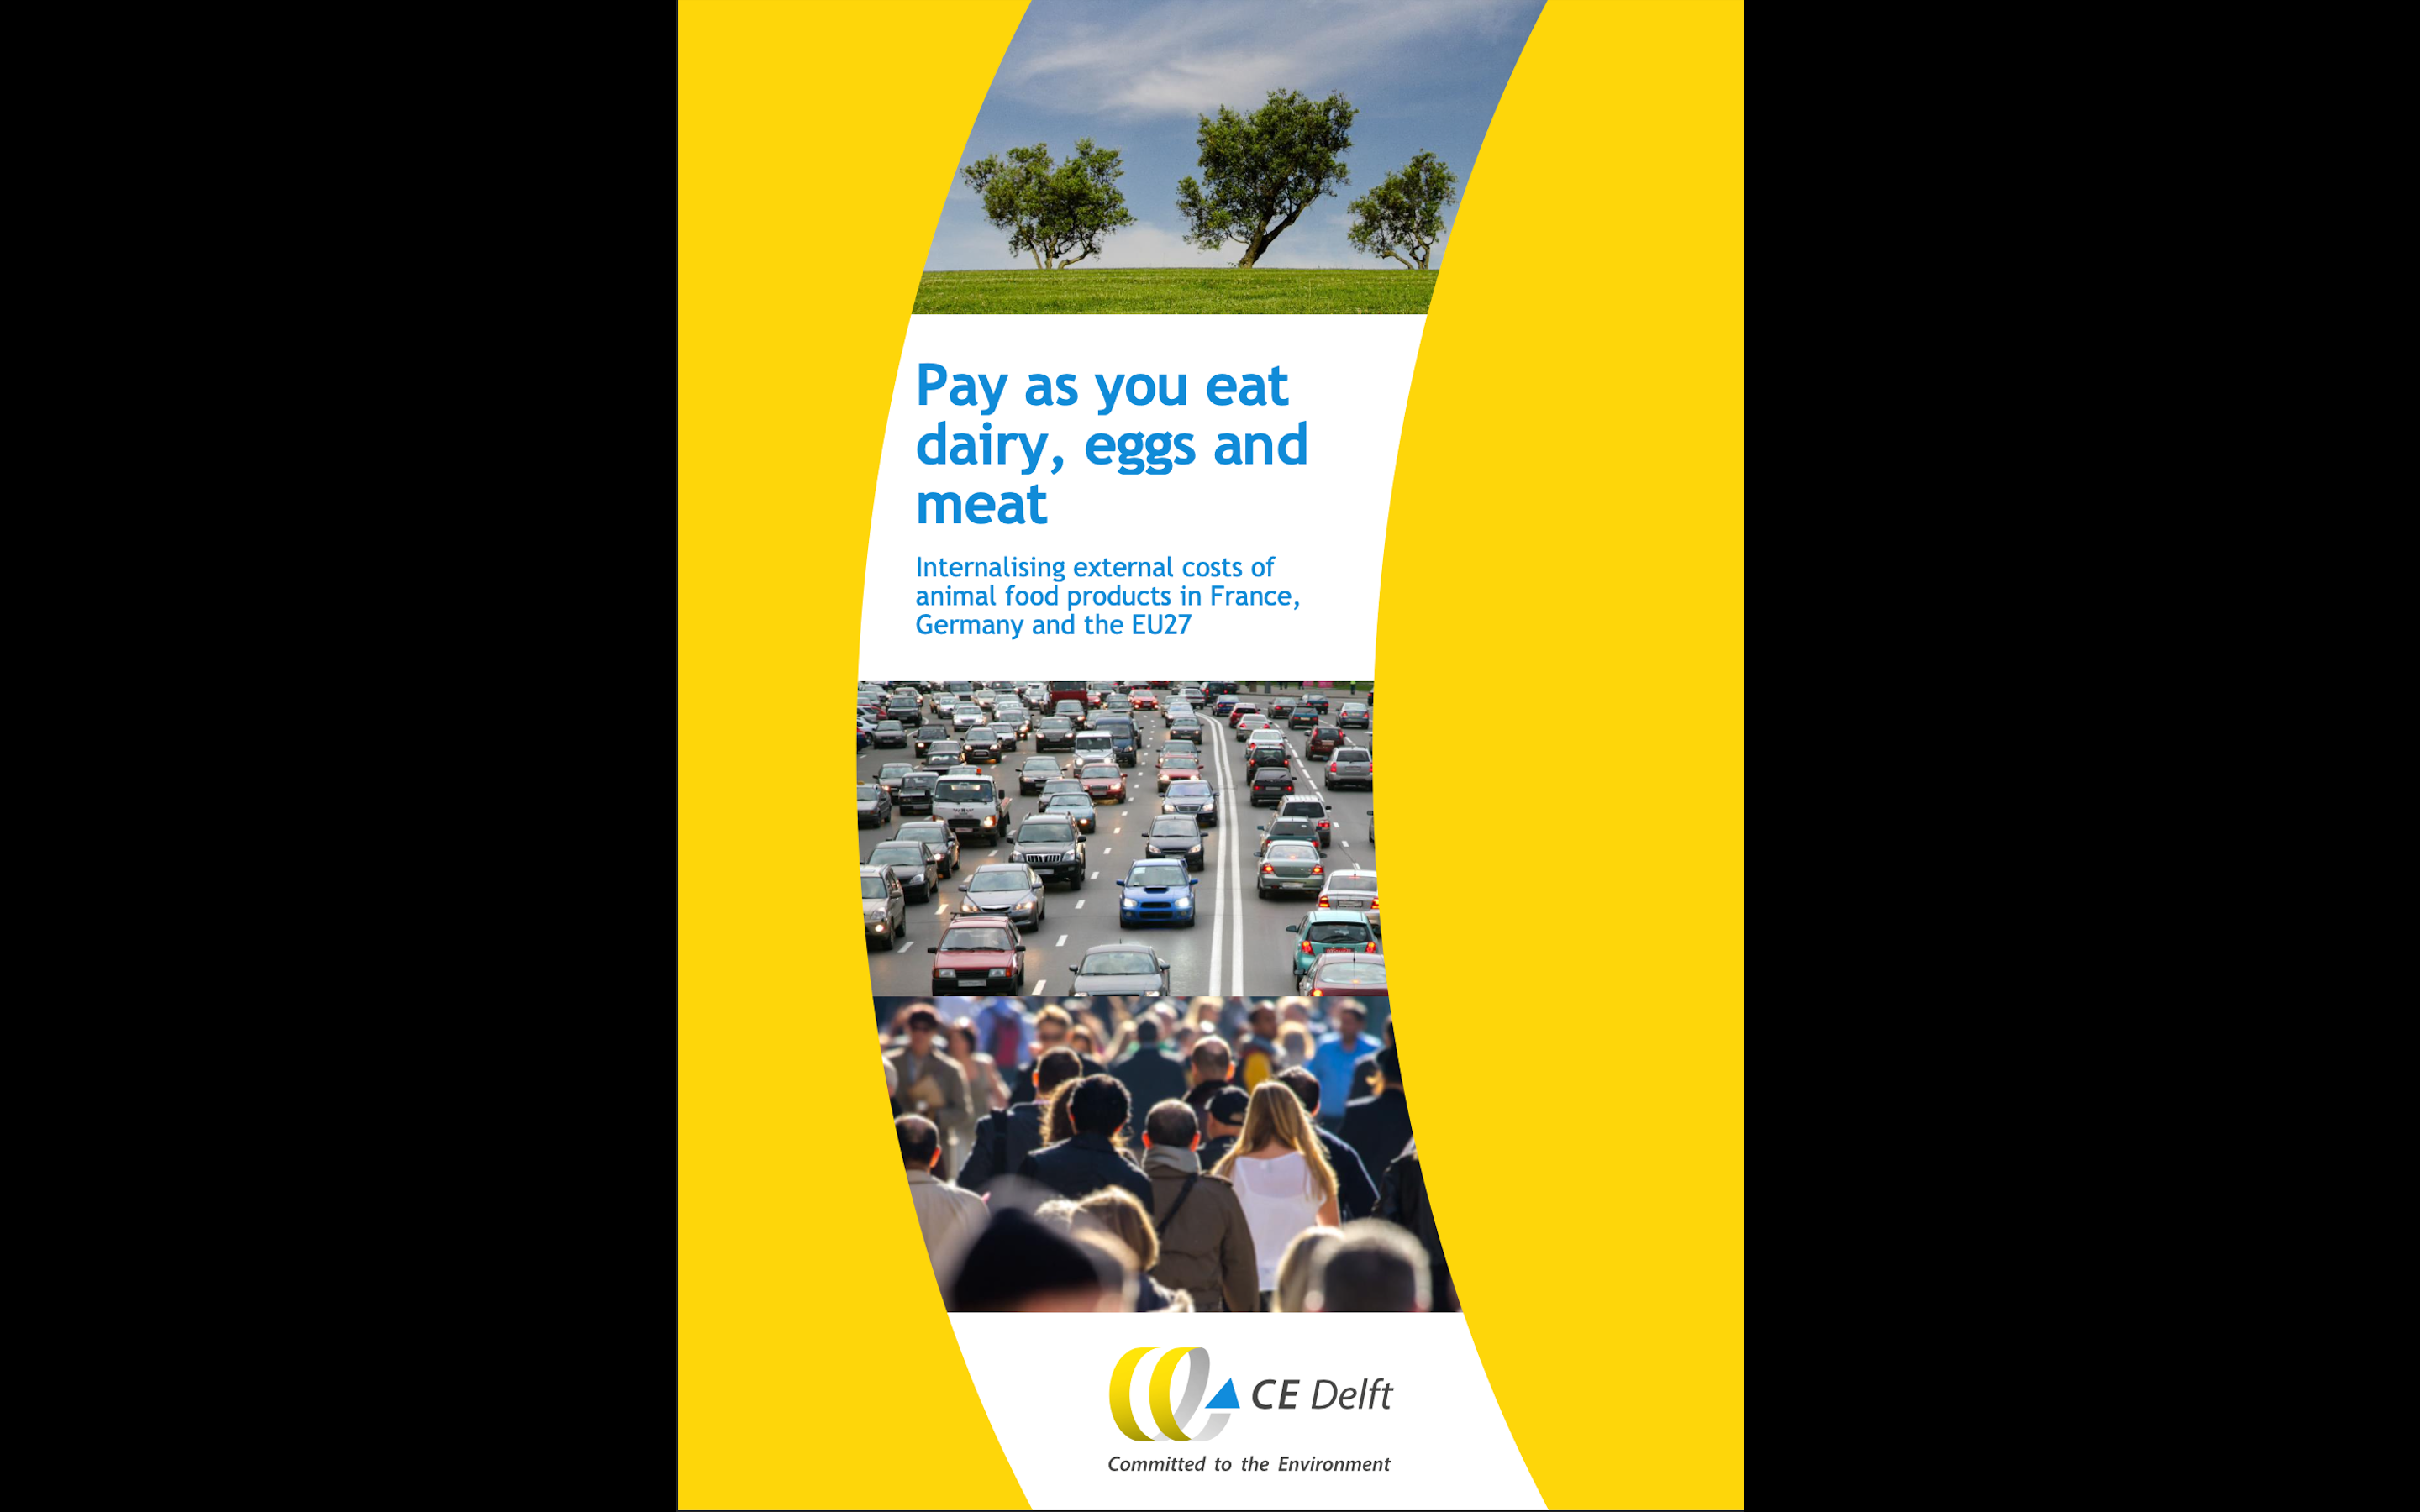 Pay as you eat
dairy, eggs and
meat
Internalising external costs of
animal food products in France,
Germany and the EU27
CE Delft
Committed to the Environment